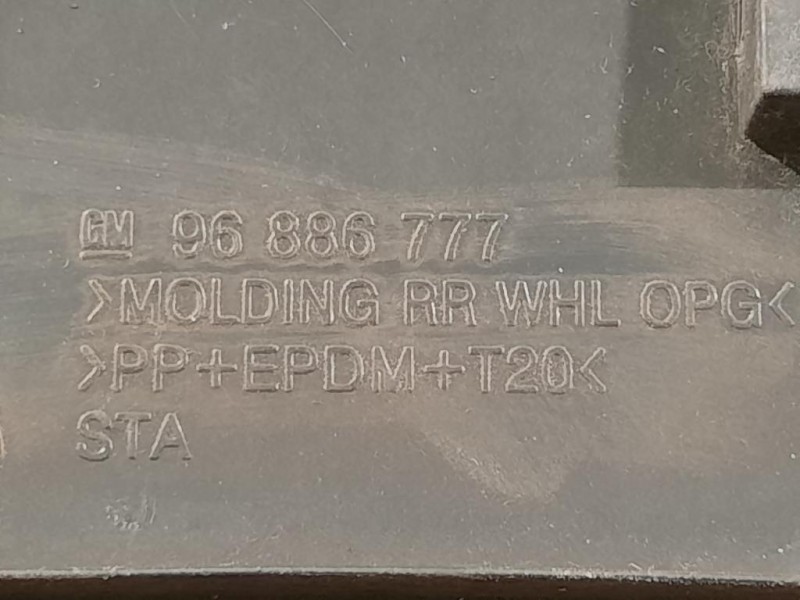 GM 96 886 777
>MOLDING RR WHL OPG<
>PP+EPDM+T20<
STA